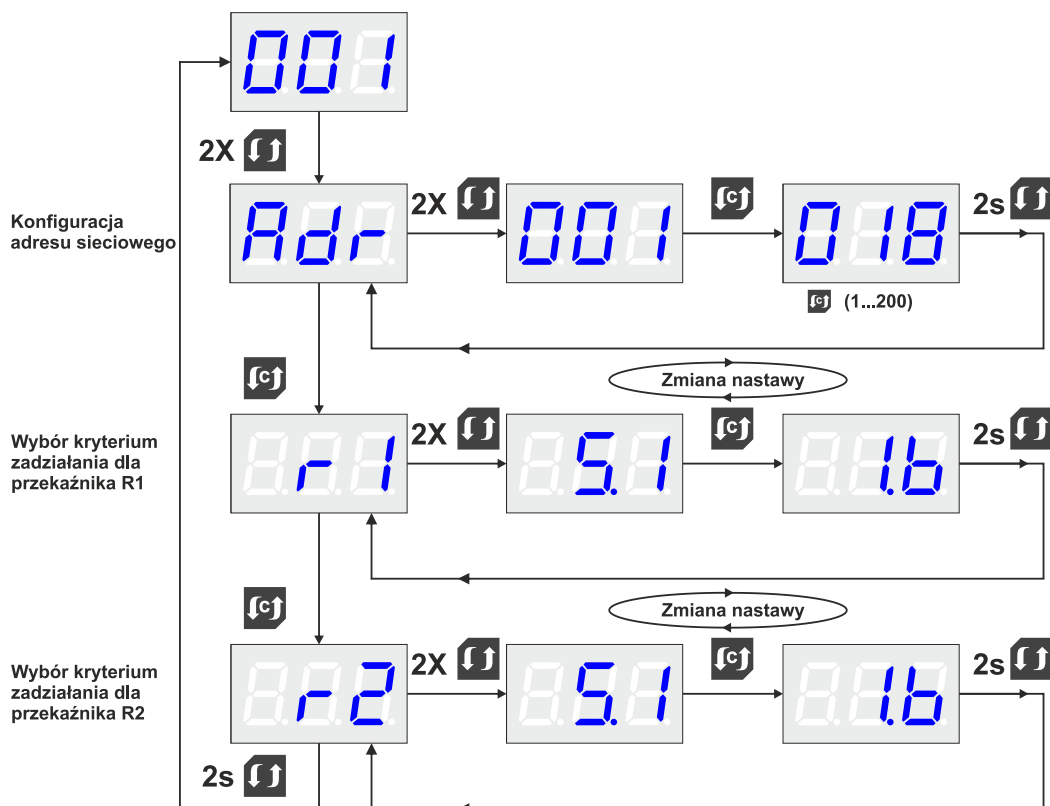 001
2X
Konfiguracja
adresu sieciowego
Adr
2X
001
C
018
2s
C (1...200)
C
Zmiana nastawy
Wybór kryterium
zadziałania dla
przekaźnika R1
r1
2X
5.1
C
1.b
2s
C
Zmiana nastawy
Wybór kryterium
zadziałania dla
przekaźnika R2
r2
2X
5.1
C
1.b
2s
2s